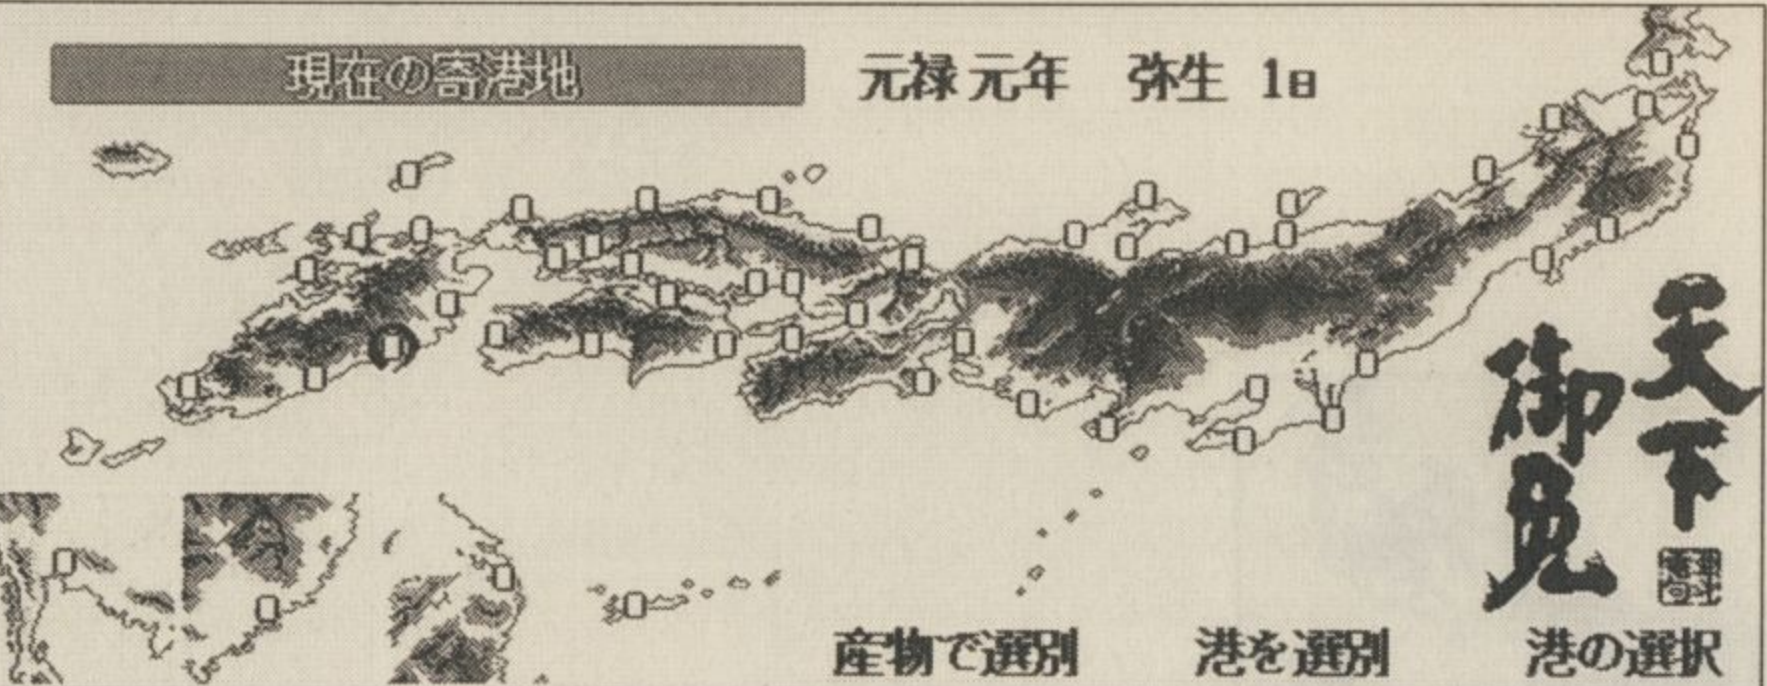 現在の寄港地
元禄元年 弥生 1日
天下
御免
産物で選別 港を選別 港の選択